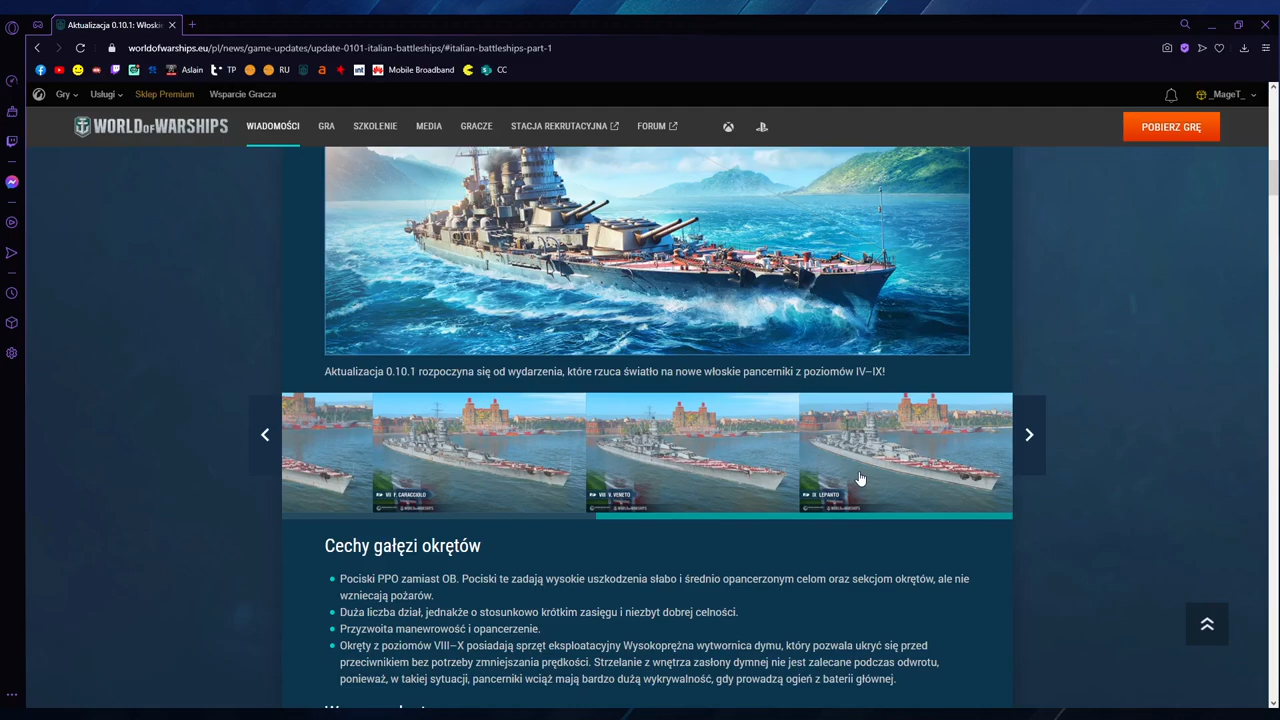 Aktualizacja 0.10.1: Włoski
worldofwarships.eu/pl/news/game-updates/update-0101-italian-battleships/#italian-battleships-part-1
Aslain TP RU int Mobile Broadband CC
Gry Usługi Sklep Premium Wsparcie Gracza _MageT_
WORLD OF WARSHIPS WIADOMOŚCI GRA SZKOLENIE MEDIA GRACZE STACJA REKRUTACYJNA FORUM POBIERZ GRĘ
Aktualizacja 0.10.1 rozpoczyna się od wydarzenia, które rzuca światło na nowe włoskie pancerniki z poziomów IV–IX!
VII F. CARACCIOLO VIII V. VENETO IX LEPANTO
Cechy gałęzi okrętów
Pociski PPO zamiast OB. Pociski te zadają wysokie uszkodzenia słabo i średnio opancerzonym celom oraz sekcjom okrętów, ale nie
wzniecają pożarów.
Duża liczba dział, jednakże o stosunkowo krótkim zasięgu i niezbyt dobrej celności.
Przyzwoita manewrowość i opancerzenie.
Okręty z poziomów VIII–X posiadają sprzęt eksploatacyjny Wysokoprężna wytwornica dymu, który pozwala ukryć się przed
przeciwnikiem bez potrzeby zmniejszania prędkości. Strzelanie z wnętrza zasłony dymnej nie jest zalecane podczas odwrotu,
ponieważ, w takiej sytuacji, pancerniki wciąż mają bardzo dużą wykrywalność, gdy prowadzą ogień z baterii głównej.